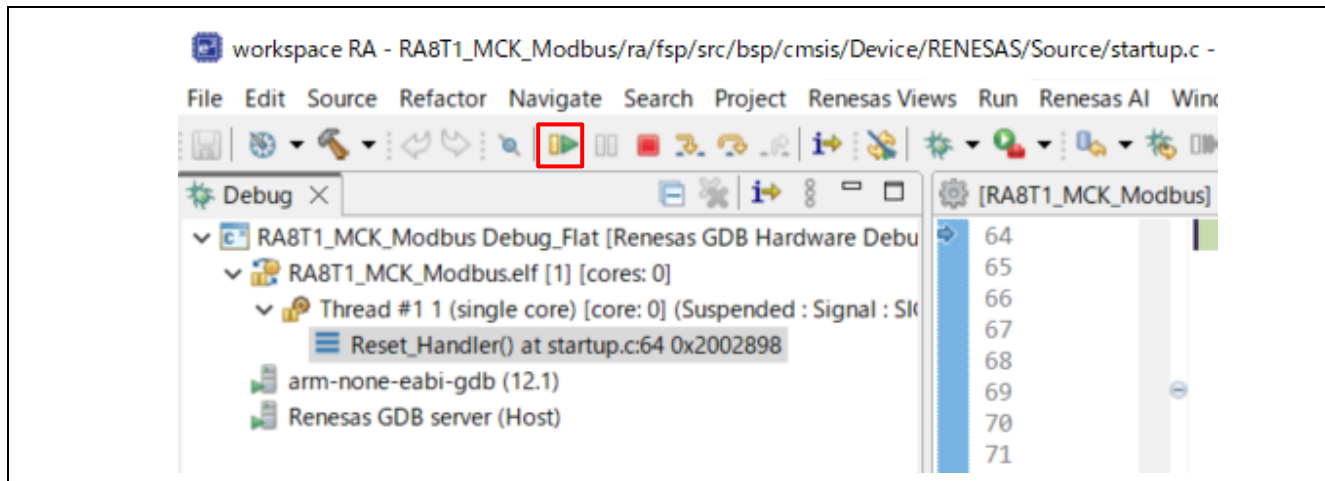 workspace RA - RA8T1_MCK_Modbus/ra/fsp/src/bsp/cmsis/Device/RENESAS/Source/startup.c -
File Edit Source Refactor Navigate Search Project Renesas Views Run Renesas AI
Debug
[RA8T1_MCK_Modbus]
RA8T1_MCK_Modbus Debug_Flat [Renesas GDB Hardware Debu
RA8T1_MCK_Modbus.elf [1] [cores: 0]
Thread #1 1 (single core) [core: 0] (Suspended : Signal :
Reset_Handler() at startup.c:64 0x2002898
arm-none-eabi-gdb (12.1)
Renesas GDB server (Host)
64
65
66
67
68
69
70
71